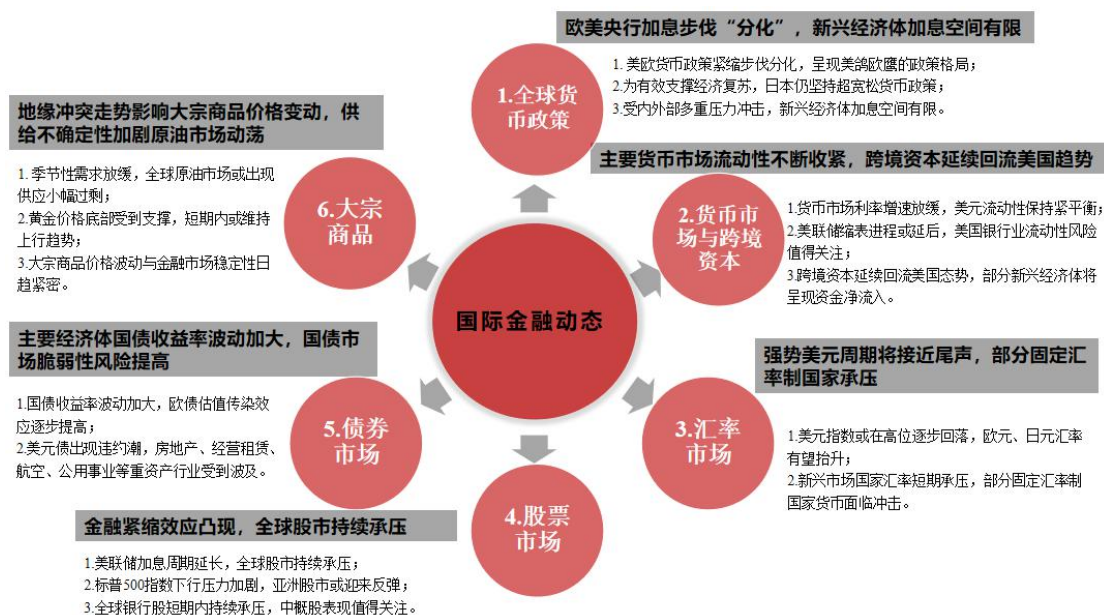 欧美央行加息步伐“分化”，新兴经济体加息空间有限
1. 美欧货币政策紧缩步伐分化，呈现美鸽欧鹰的政策格局；
2.为有效支撑经济复苏，日本仍坚持超宽松货币政策；
3.受内外部多重压力冲击，新兴经济体加息空间有限。
1.全球货
币政策
主要货币市场流动性不断收紧，跨境资本延续回流美国趋势
1.货币市场利率增速放缓，美元流动性保持紧平衡；
2.美联储缩表进程或延后，美国银行业流动性风险
值得关注；
3.跨境资本延续回流美国态势，部分新兴经济体将
呈现资金净流入。
2.货币市
场与跨境
资本
强势美元周期将接近尾声，部分固定汇
率制国家承压
1.美元指数或在高位逐步回落，欧元、日元汇率
有望抬升；
2.新兴市场国家汇率短期承压，部分固定汇率制
国家货币面临冲击。
3.汇率
市场
4.股票
市场
金融紧缩效应凸现，全球股市持续承压
1.美联储加息周期延长，全球股市持续承压；
2.标普500指数下行压力加剧，亚洲股市或迎来反弹；
3.全球银行股短期内持续承压，中概股表现值得关注。
5.债券
市场
主要经济体国债收益率波动加大，国债市
场脆弱性风险提高
1.国债收益率波动加大，欧债估值传染效
应逐步提高；
2.美元债出现违约潮，房地产、经营租赁、
航空、公用事业等重资产行业受到波及。
6.大宗
商品
地缘冲突走势影响大宗商品价格变动，供
给不确定性加剧原油市场动荡
1. 季节性需求放缓，全球原油市场或出现
供应小幅过剩；
2.黄金价格底部受到支撑，短期内或维持
上行趋势；
3.大宗商品价格波动与金融市场稳定性日
趋紧密。
国际金融动态